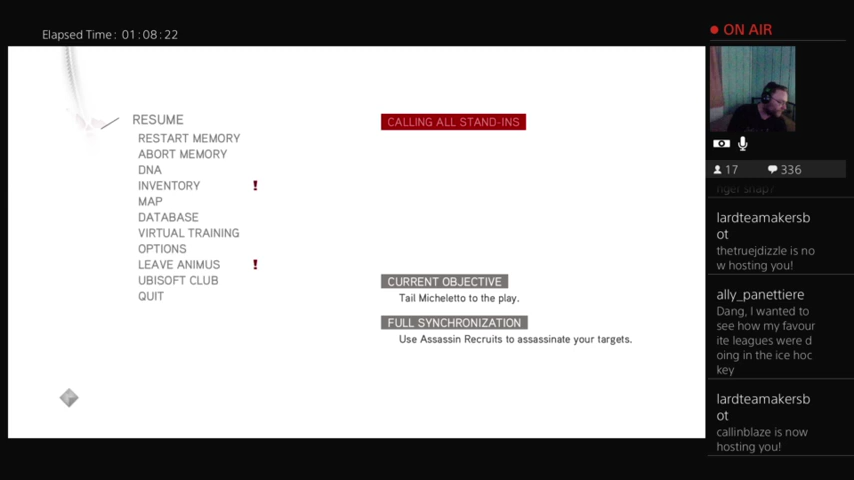 Elapsed Time: 01:08:22
ON AIR
RESUME
RESTART MEMORY
ABORT MEMORY
DNA
INVENTORY !
MAP
DATABASE
VIRTUAL TRAINING
OPTIONS
LEAVE ANIMUS !
UBISOFT CLUB
QUIT
CALLING ALL STAND-INS
CURRENT OBJECTIVE
Tail Micheletto to the play.
FULL SYNCHRONIZATION
Use Assassin Recruits to assassinate your targets.
17 336
nger snap?
lardteamakersb
ot
thetruejdizzle is no
w hosting you!
ally_panettiere
Dang, I wanted to
see how my favour
ite leagues were d
oing in the ice hoc
key
lardteamakersb
ot
callinblaze is now
hosting you!